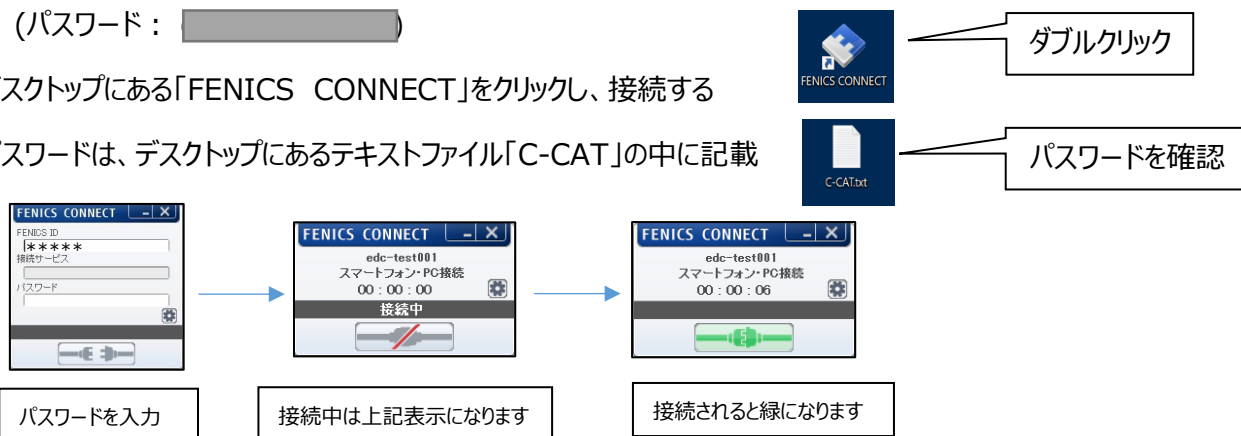 (パスワード： ( )
ダブルクリック
FENICS CONNECT
スクトップにある「FENICS CONNECT」をクリックし、接続する
スワードは、デスクトップにあるテキストファイル「C-CAT」の中に記載
パスワードを確認
C-CAT.txt
FENICS CONNECT
FENICS ID
*****
接続サービス
パスワード
パスワードを入力
FENICS CONNECT
edc-test001
スマートフォン・PC接続
00 : 00 : 00
接続中
接続中は上記表示になります
FENICS CONNECT
edc-test001
スマートフォン・PC接続
00 : 00 : 06
接続されると緑になります